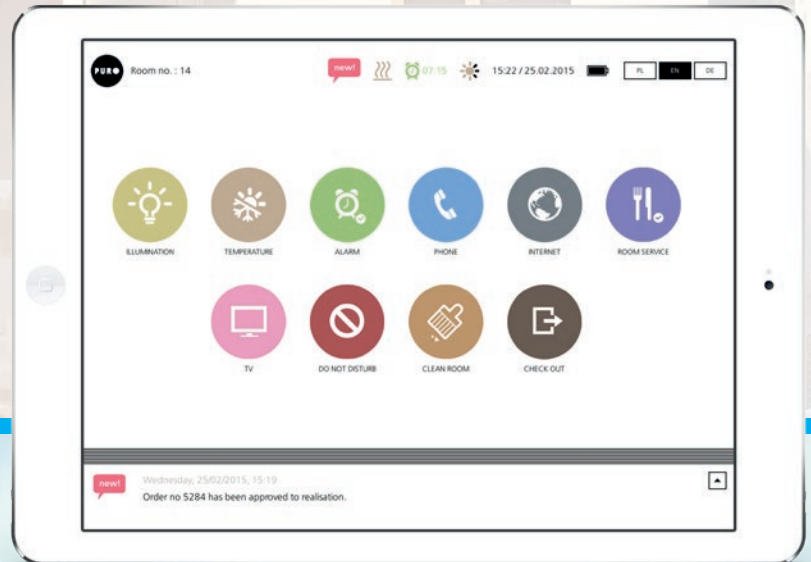 PURO
Room no. : 14
new!
07:15
15:22 / 25.02.2015
PL
EN
DE
ILLUMINATION
TEMPERATURE
ALARM
PHONE
INTERNET
ROOM SERVICE
TV
DO NOT DISTURB
CLEAN ROOM
CHECK OUT
new!
Wednesday, 25/02/2015, 15:19
Order no 5284 has been approved to realisation.